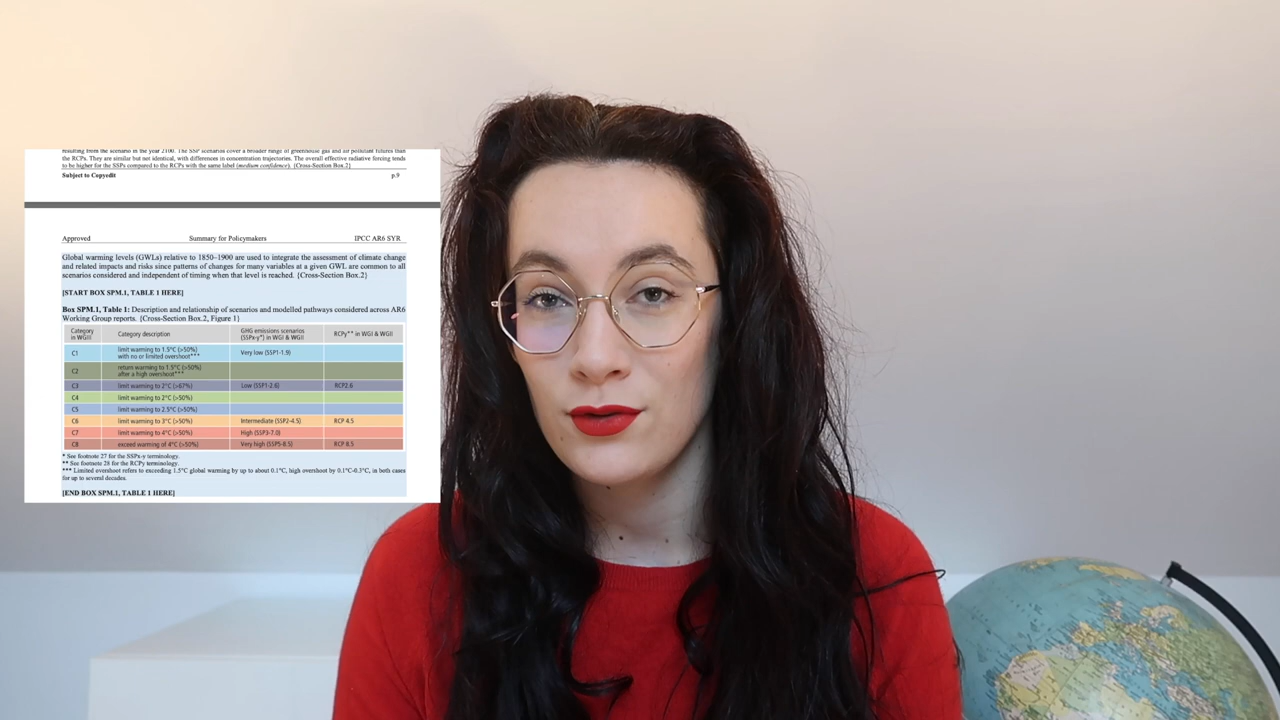 resulting from the scenario in the year 2100. The SSP scenarios cover a broader range of greenhouse gas and air pollutant futures than
the RCPs. They are similar but not identical, with differences in concentration trajectories. The overall effective radiative forcing tends
to be higher for the SSPs compared to the RCPs with the same label (medium confidence). {Cross-Section Box.2}
Subject to Copyedit p.9
Approved Summary for Policymakers IPCC AR6 SYR
Global warming levels (GWLs) relative to 1850–1900 are used to integrate the assessment of climate change
and related impacts and risks since patterns of changes for many variables at a given GWL are common to all
scenarios considered and independent of timing when that level is reached. {Cross-Section Box.2}
[START BOX SPM.1, TABLE 1 HERE]
Box SPM.1, Table 1: Description and relationship of scenarios and modelled pathways considered across AR6
Working Group reports. {Cross-Section Box.2, Figure 1}
Category Category description GHG emissions scenarios RCPy** in WGI & WGII
in WGIII (SSPx-y*) in WGI & WGII
C1 limit warming to 1.5°C (>50%) Very low (SSP1-1.9)
with no or limited overshoot***
C2 return warming to 1.5°C (>50%)
after a high overshoot***
C3 limit warming to 2°C (>67%) Low (SSP1-2.6) RCP2.6
C4 limit warming to 2°C (>50%)
C5 limit warming to 2.5°C (>50%)
C6 limit warming to 3°C (>50%) Intermediate (SSP2-4.5) RCP 4.5
C7 limit warming to 4°C (>50%) High (SSP3-7.0)
C8 exceed warming of 4°C (>50%) Very high (SSP5-8.5) RCP 8.5
* See footnote 27 for the SSPx-y terminology.
** See footnote 28 for the RCPy terminology.
*** Limited overshoot refers to exceeding 1.5°C global warming by up to about 0.1°C, high overshoot by 0.1°C-0.3°C, in both cases
for up to several decades.
[END BOX SPM.1, TABLE 1 HERE]